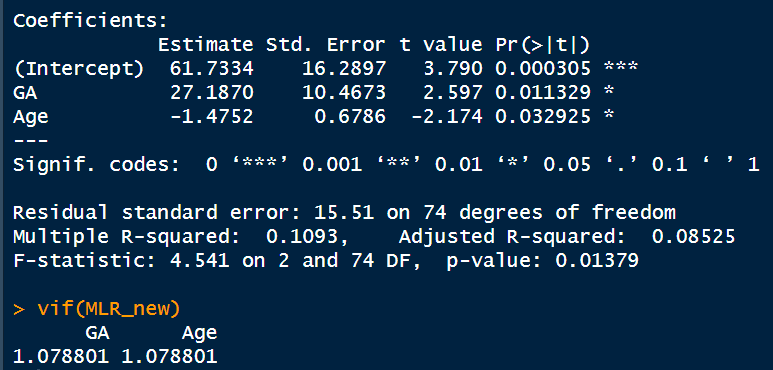 Coefficients:
            Estimate Std. Error t value Pr(>|t|)
(Intercept)  61.7334    16.2897   3.790 0.000305 ***
GA           27.1870    10.4673   2.597 0.011329 *
Age          -1.4752     0.6786  -2.174 0.032925 *
---
Signif. codes:  0 ‘***’ 0.001 ‘**’ 0.01 ‘*’ 0.05 ‘.’ 0.1 ‘ ’ 1
Residual standard error: 15.51 on 74 degrees of freedom
Multiple R-squared:  0.1093,    Adjusted R-squared:  0.08525
F-statistic: 4.541 on 2 and 74 DF,  p-value: 0.01379
> vif(MLR_new)
      GA      Age
1.078801 1.078801